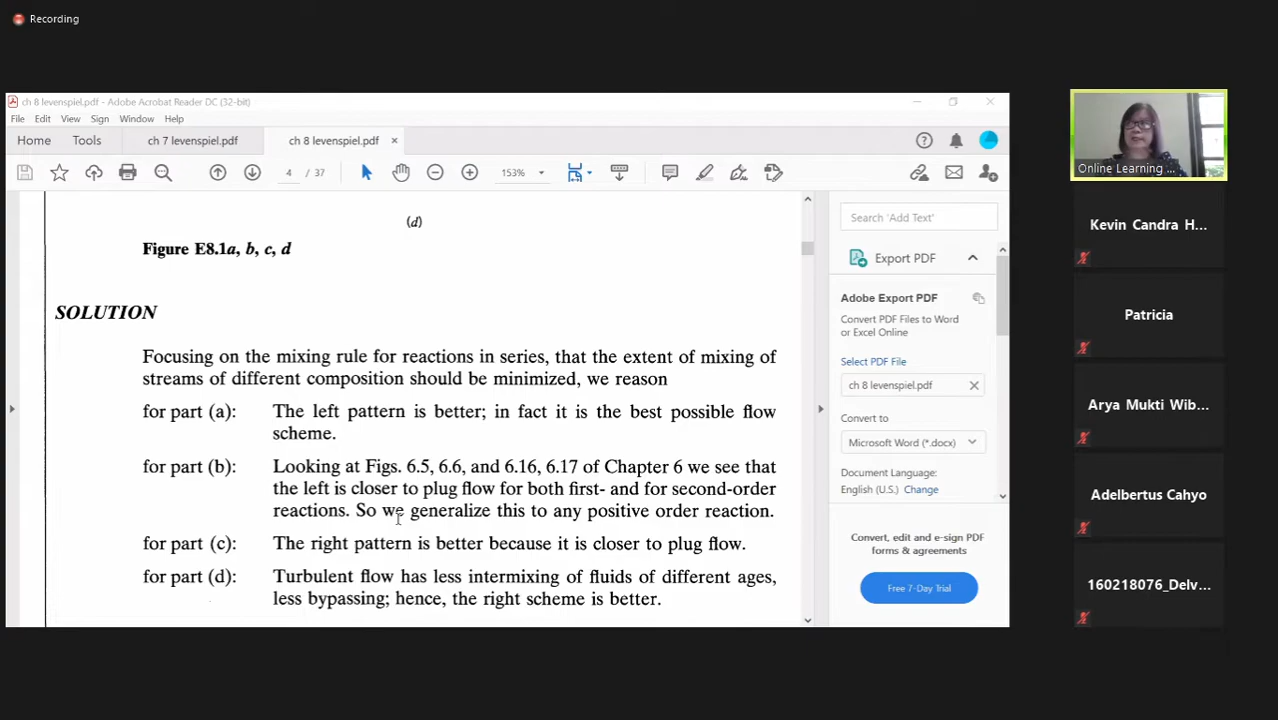 Recording
ch 8 levenspiel.pdf - Adobe Acrobat Reader DC (32-bit)
File Edit View Sign Window Help
Home Tools ch 7 levenspiel.pdf ch 8 levenspiel.pdf
4 / 37 153%
(d)
Figure E8.1a, b, c, d
SOLUTION
Focusing on the mixing rule for reactions in series, that the extent of mixing of
streams of different composition should be minimized, we reason
for part (a): The left pattern is better; in fact it is the best possible flow
scheme.
for part (b): Looking at Figs. 6.5, 6.6, and 6.16, 6.17 of Chapter 6 we see that
the left is closer to plug flow for both first- and for second-order
reactions. So we generalize this to any positive order reaction.
for part (c): The right pattern is better because it is closer to plug flow.
for part (d): Turbulent flow has less intermixing of fluids of different ages,
less bypassing; hence, the right scheme is better.
Search 'Add Text'
Export PDF
Adobe Export PDF
Convert PDF Files to Word
or Excel Online
Select PDF File
ch 8 levenspiel.pdf
Convert to
Microsoft Word (*.docx)
Document Language:
English (U.S.) Change
Convert, edit and e-sign PDF
forms & agreements
Free 7-Day Trial
Online Learning ...
Kevin Candra H...
Patricia
Arya Mukti Wib...
Adelbertus Cahyo
160218076_Delv...